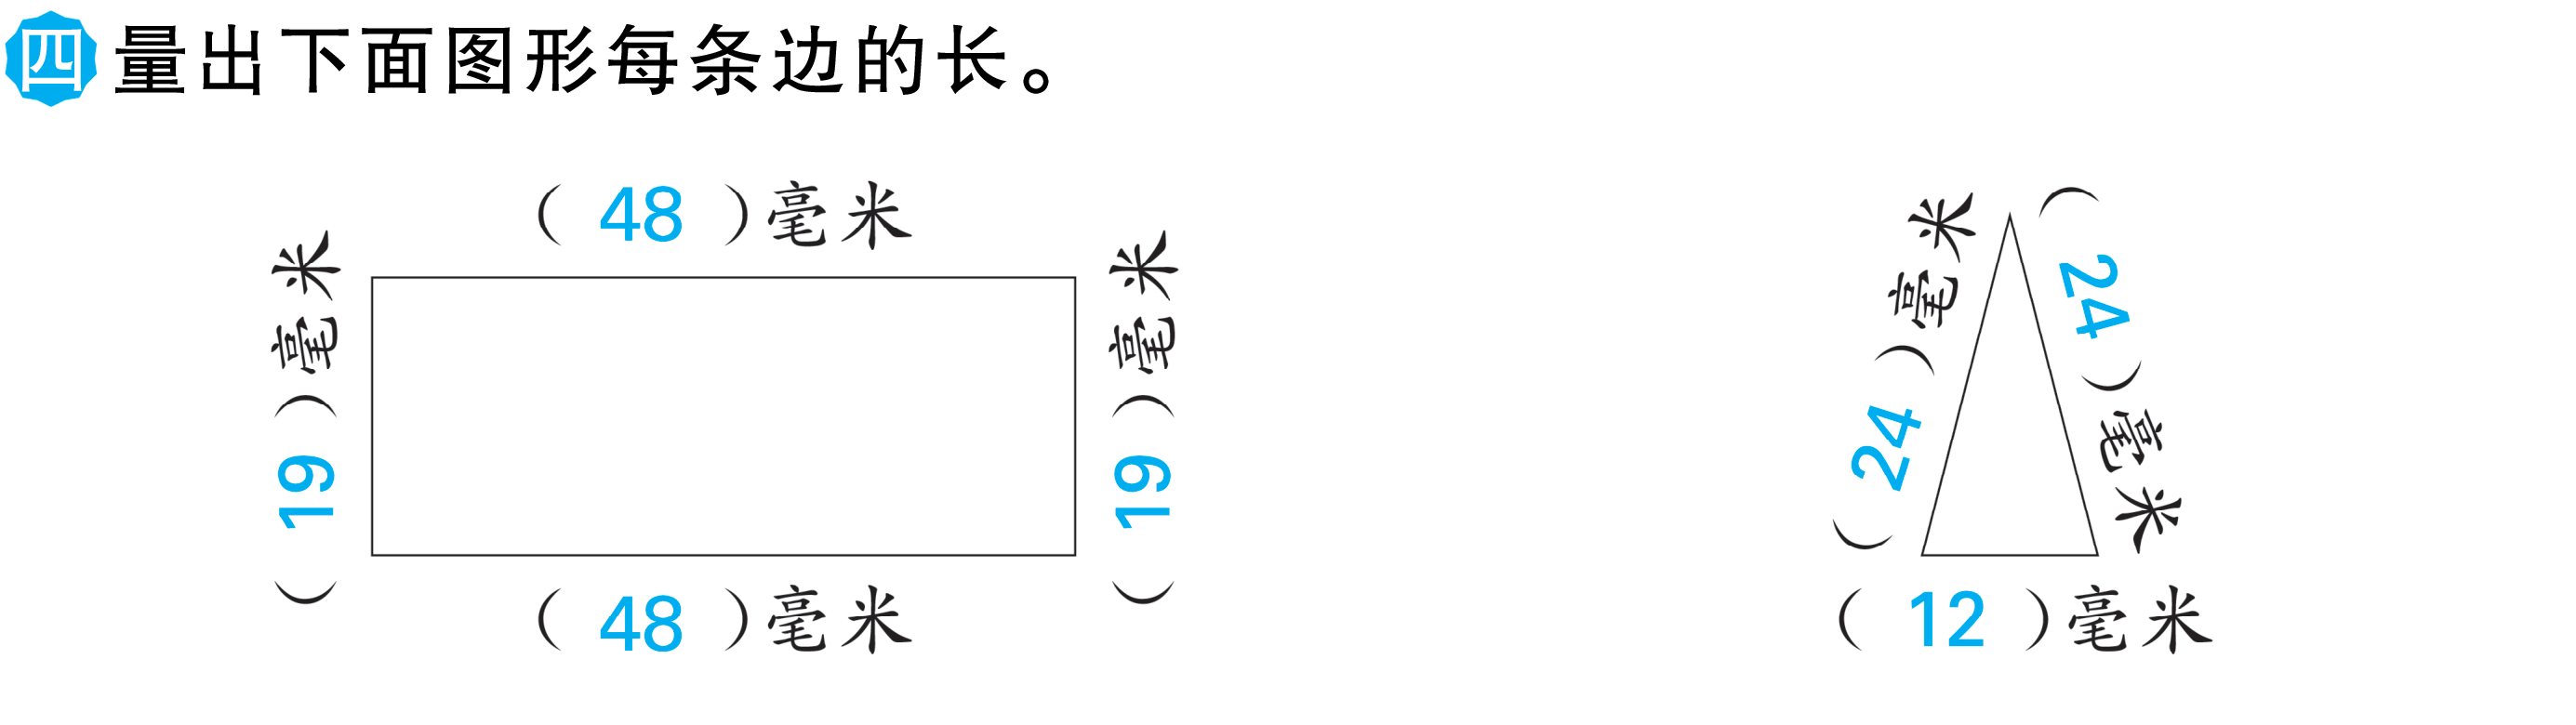 四 量出下面图形每条边的长。
（ 48 ）毫米
（ 19 ）毫米
（ 19 ）毫米
（ 48 ）毫米
（ 24 ）毫米
（ 24 ）毫米
（ 12 ）毫米